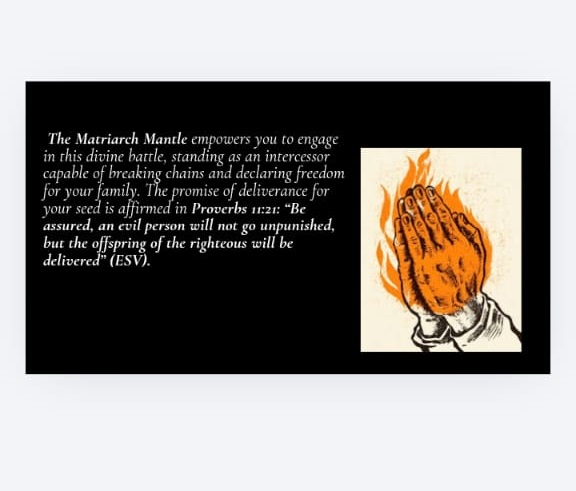 The Matriarch Mantle empowers you to engage
in this divine battle, standing as an intercessor
capable of breaking chains and declaring freedom
for your family. The promise of deliverance for
your seed is affirmed in Proverbs 11:21: “Be
assured, an evil person will not go unpunished,
but the offspring of the righteous will be
delivered” (ESV).